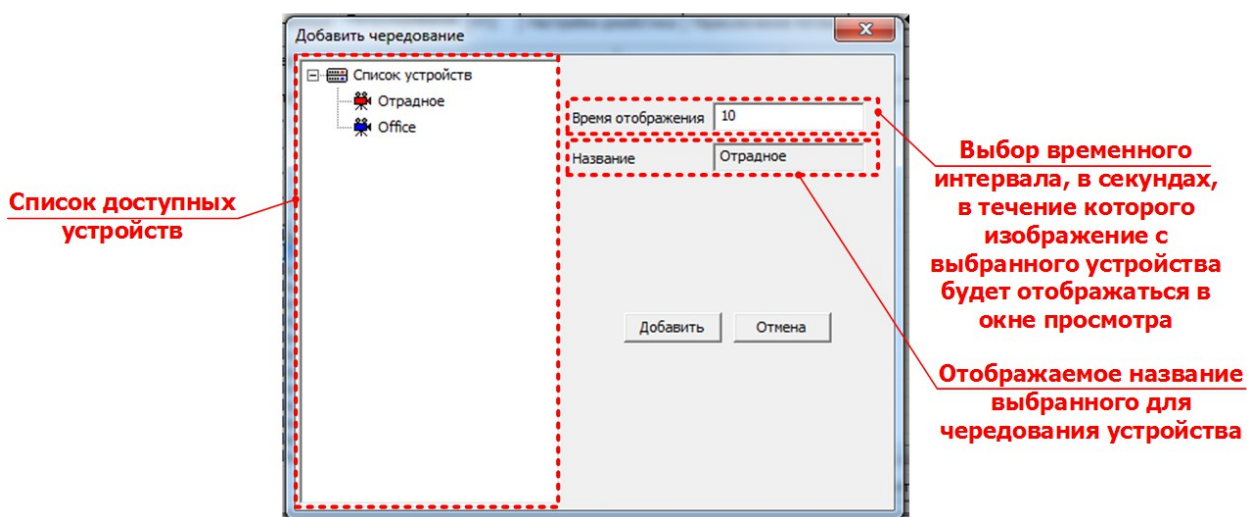 Добавить чередование
Список устройств
Отрадное
Office
Время отображения 10
Название Отрадное
Добавить Отмена
Список доступных
устройств
Выбор временного
интервала, в секундах,
в течение которого
изображение с
выбранного устройства
будет отображаться в
окне просмотра
Отображаемое название
выбранного для
чередования устройства